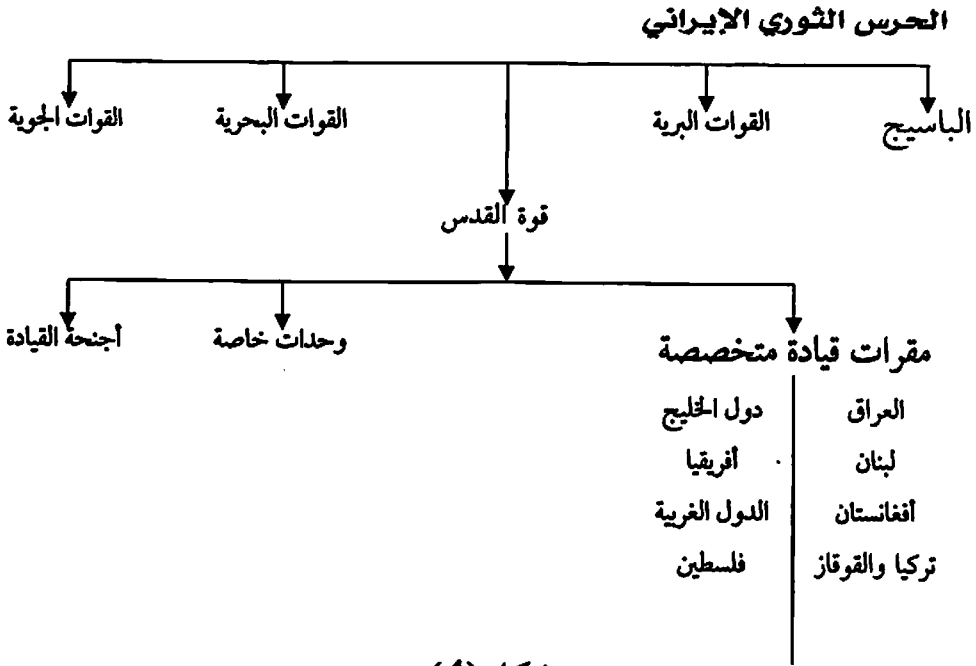 الحرس الثوري الإيراني
الباسيج القوات البرية القوات البحرية القوات الجوية
قوة القدس
مقرات قيادة متخصصة وحدات خاصة أجنحة القيادة
العراق دول الخليج
لبنان أفريقيا
أفغانستان الدول الغربية
تركيا والقوقاز فلسطين